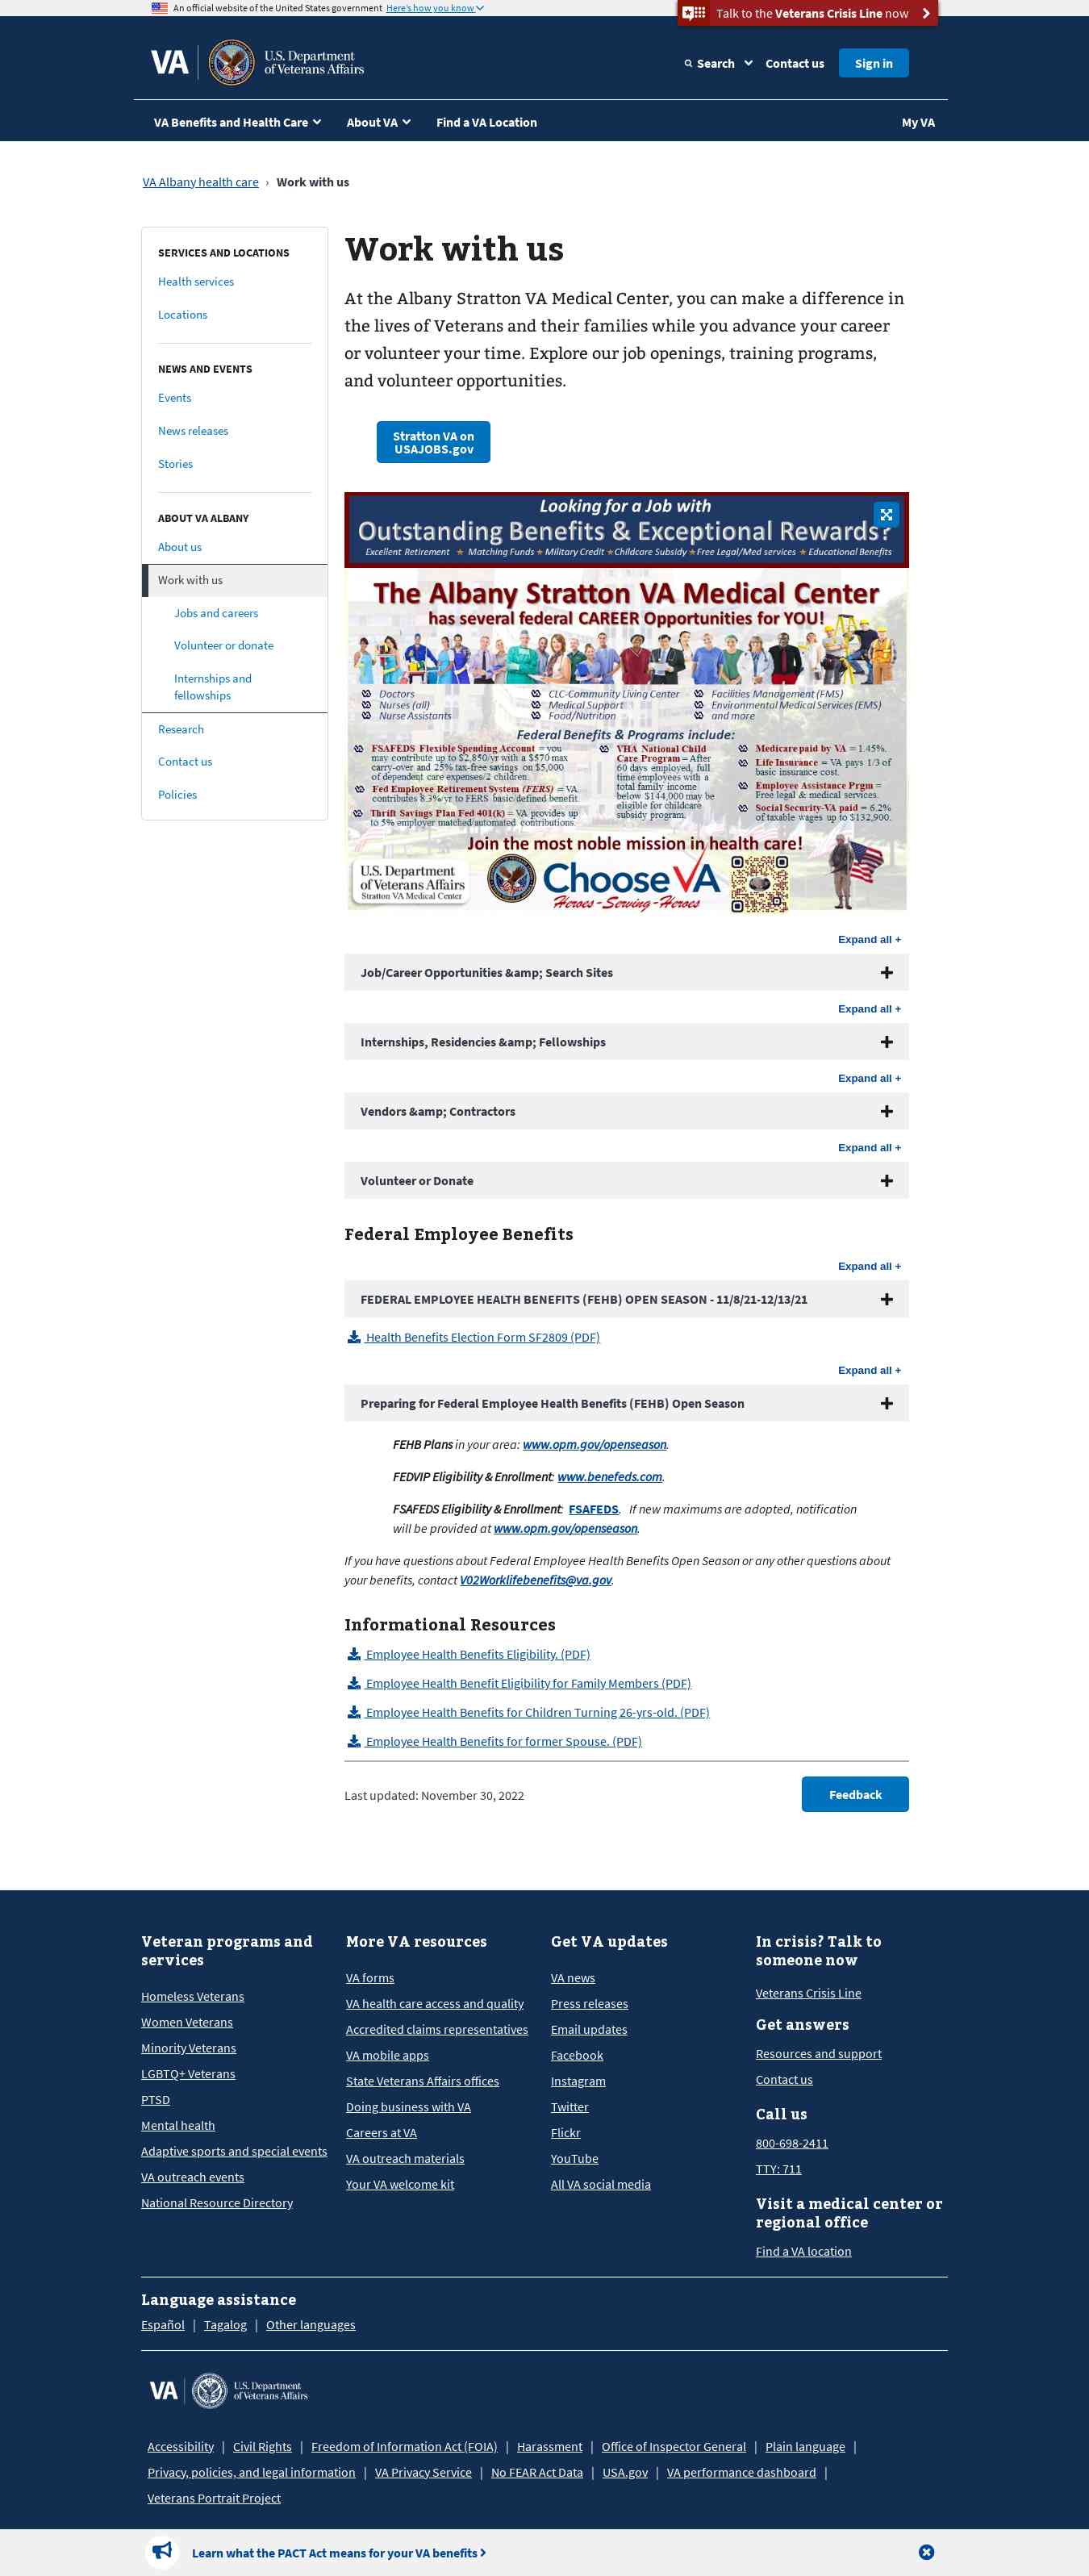 An official website of the United States government Here's how you know
Talk to the Veterans Crisis Line now
VA
U.S. Department of Veterans Affairs
Search
Contact us
Sign in
VA Benefits and Health Care
About VA
Find a VA Location
My VA
VA Albany health care › Work with us
SERVICES AND LOCATIONS
Health services
Locations
NEWS AND EVENTS
Events
News releases
Stories
ABOUT VA ALBANY
About us
Work with us
Jobs and careers
Volunteer or donate
Internships and
fellowships
Research
Contact us
Policies
Work with us
At the Albany Stratton VA Medical Center, you can make a difference in
the lives of Veterans and their families while you advance your career
or volunteer your time. Explore our job openings, training programs,
and volunteer opportunities.
Stratton VA on
USAJOBS.gov
Looking for a Job with
Outstanding Benefits & Exceptional Rewards?
Excellent Retirement ★ Matching Funds ★ Military Credit ★ Childcare Subsidy ★ Free Legal/Med services ★ Educational Benefits
The Albany Stratton VA Medical Center
has several federal CAREER Opportunities for YOU!
Doctors
Nurses (all)
Nurse Assistants
CLC-Community Living Center
Medical Support
Food/Nutrition
Facilities Management (FMS)
Environmental Medical Services (EMS)
and more
Federal Benefits & Programs include:
FSAFEDS Flexible Spending Account = you
may contribute up to $2,850/yr with a $570 max
carry-over and 25% tax-free savings on $5,000
of dependent care expenses/2 children.
Fed Employee Retirement System (FERS) = VA
contributes 8.3%/yr to FERS basic/defined benefit.
Thrift Savings Plan Fed 401(k) = VA provides up
to 5% employer matched/automated contributions.
VHA National Child
Care Program = After
60 days, full or part
time employees with a
total family income
below $144,000 may be
eligible for childcare
subsidy program.
Medicare paid by VA = 1.45%.
Life Insurance = VA pays 1/3 of
basic insurance cost.
Employee Assistance Prgm =
Free legal & medical services.
Social Security-VA paid = 6.2%
of taxable wages up to $132,900.
Join the most noble mission in health care!
U.S. Department
of Veterans Affairs
Stratton VA Medical Center
Choose VA
Heroes - Serving - Heroes
Expand all +
Job/Career Opportunities &amp; Search Sites
Expand all +
Internships, Residencies &amp; Fellowships
Expand all +
Vendors &amp; Contractors
Expand all +
Volunteer or Donate
Federal Employee Benefits
Expand all +
FEDERAL EMPLOYEE HEALTH BENEFITS (FEHB) OPEN SEASON - 11/8/21-12/13/21
Health Benefits Election Form SF2809 (PDF)
Expand all +
Preparing for Federal Employee Health Benefits (FEHB) Open Season
FEHB Plans in your area: www.opm.gov/openseason.
FEDVIP Eligibility & Enrollment: www.benefeds.com.
FSAFEDS Eligibility & Enrollment: FSAFEDS. If new maximums are adopted, notification
will be provided at www.opm.gov/openseason.
If you have questions about Federal Employee Health Benefits Open Season or any other questions about
your benefits, contact V02Worklifebenefits@va.gov.
Informational Resources
Employee Health Benefits Eligibility. (PDF)
Employee Health Benefit Eligibility for Family Members (PDF)
Employee Health Benefits for Children Turning 26-yrs-old. (PDF)
Employee Health Benefits for former Spouse. (PDF)
Last updated: November 30, 2022
Feedback
Veteran programs and
services
Homeless Veterans
Women Veterans
Minority Veterans
LGBTQ+ Veterans
PTSD
Mental health
Adaptive sports and special events
VA outreach events
National Resource Directory
More VA resources
VA forms
VA health care access and quality
Accredited claims representatives
VA mobile apps
State Veterans Affairs offices
Doing business with VA
Careers at VA
VA outreach materials
Your VA welcome kit
Get VA updates
VA news
Press releases
Email updates
Facebook
Instagram
Twitter
Flickr
YouTube
All VA social media
In crisis? Talk to
someone now
Veterans Crisis Line
Get answers
Resources and support
Contact us
Call us
800-698-2411
TTY: 711
Visit a medical center or
regional office
Find a VA location
Language assistance
Español | Tagalog | Other languages
VA
U.S. Department
of Veterans Affairs
Accessibility | Civil Rights | Freedom of Information Act (FOIA) | Harassment | Office of Inspector General | Plain language |
Privacy, policies, and legal information | VA Privacy Service | No FEAR Act Data | USA.gov | VA performance dashboard |
Veterans Portrait Project
Learn what the PACT Act means for your VA benefits